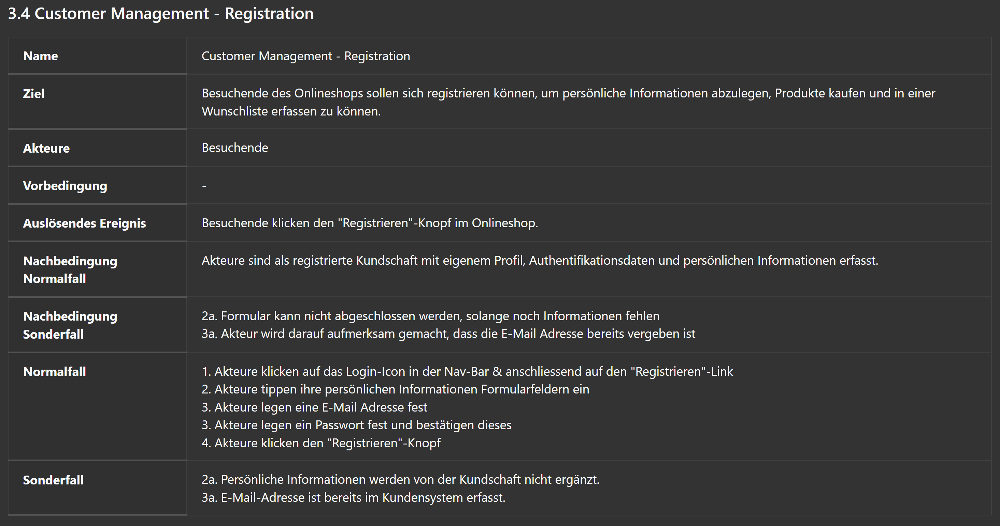 3.4 Customer Management - Registration
Name
Customer Management - Registration
Ziel
Besuchende des Onlineshops sollen sich registrieren können, um persönliche Informationen abzulegen, Produkte kaufen und in einer
Wunschliste erfassen zu können.
Akteure
Besuchende
Vorbedingung
-
Auslösendes Ereignis
Besuchende klicken den "Registrieren"-Knopf im Onlineshop.
Nachbedingung
Normalfall
Akteure sind als registrierte Kundschaft mit eigenem Profil, Authentifikationsdaten und persönlichen Informationen erfasst.
Nachbedingung
Sonderfall
2a. Formular kann nicht abgeschlossen werden, solange noch Informationen fehlen
3a. Akteur wird darauf aufmerksam gemacht, dass die E-Mail Adresse bereits vergeben ist
Normalfall
1. Akteure klicken auf das Login-Icon in der Nav-Bar & anschliessend auf den "Registrieren"-Link
2. Akteure tippen ihre persönlichen Informationen Formularfeldern ein
3. Akteure legen eine E-Mail Adresse fest
3. Akteure legen ein Passwort fest und bestätigen dieses
4. Akteure klicken den "Registrieren"-Knopf
Sonderfall
2a. Persönliche Informationen werden von der Kundschaft nicht ergänzt.
3a. E-Mail-Adresse ist bereits im Kundensystem erfasst.